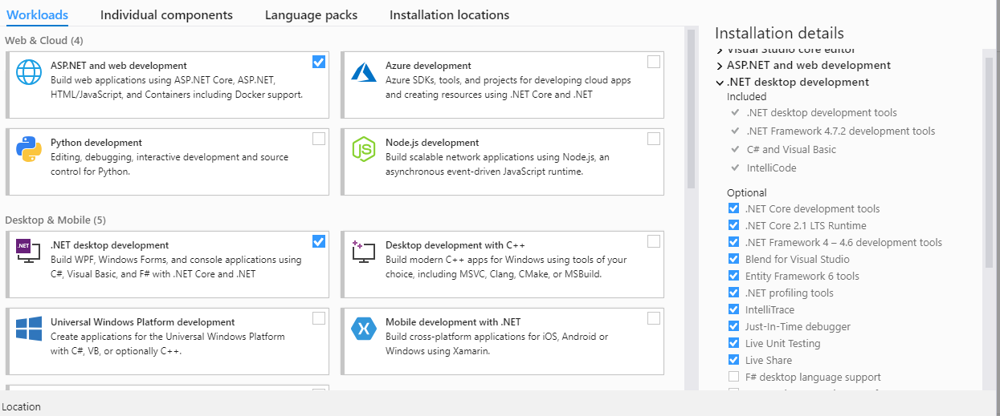 Workloads
Individual components
Language packs
Installation locations
Web & Cloud (4)
ASP.NET and web development
Build web applications using ASP.NET Core, ASP.NET,
HTML/JavaScript, and Containers including Docker support.
Azure development
Azure SDKs, tools, and projects for developing cloud apps
and creating resources using .NET Core and .NET
Python development
Editing, debugging, interactive development and source
control for Python.
JS
Node.js development
Build scalable network applications using Node.js, an
asynchronous event-driven JavaScript runtime.
Desktop & Mobile (5)
.NET
.NET desktop development
Build WPF, Windows Forms, and console applications using
C#, Visual Basic, and F# with .NET Core and .NET
Desktop development with C++
Build modern C++ apps for Windows using tools of your
choice, including MSVC, Clang, CMake, or MSBuild.
Universal Windows Platform development
Create applications for the Universal Windows Platform
with C#, VB, or optionally C++.
Mobile development with .NET
Build cross-platform applications for iOS, Android or
Windows using Xamarin.
Installation details
Visual Studio core editor
ASP.NET and web development
.NET desktop development
Included
.NET desktop development tools
.NET Framework 4.7.2 development tools
C# and Visual Basic
IntelliCode
Optional
.NET Core development tools
.NET Core 2.1 LTS Runtime
.NET Framework 4 – 4.6 development tools
Blend for Visual Studio
Entity Framework 6 tools
.NET profiling tools
IntelliTrace
Just-In-Time debugger
Live Unit Testing
Live Share
F# desktop language support
Location